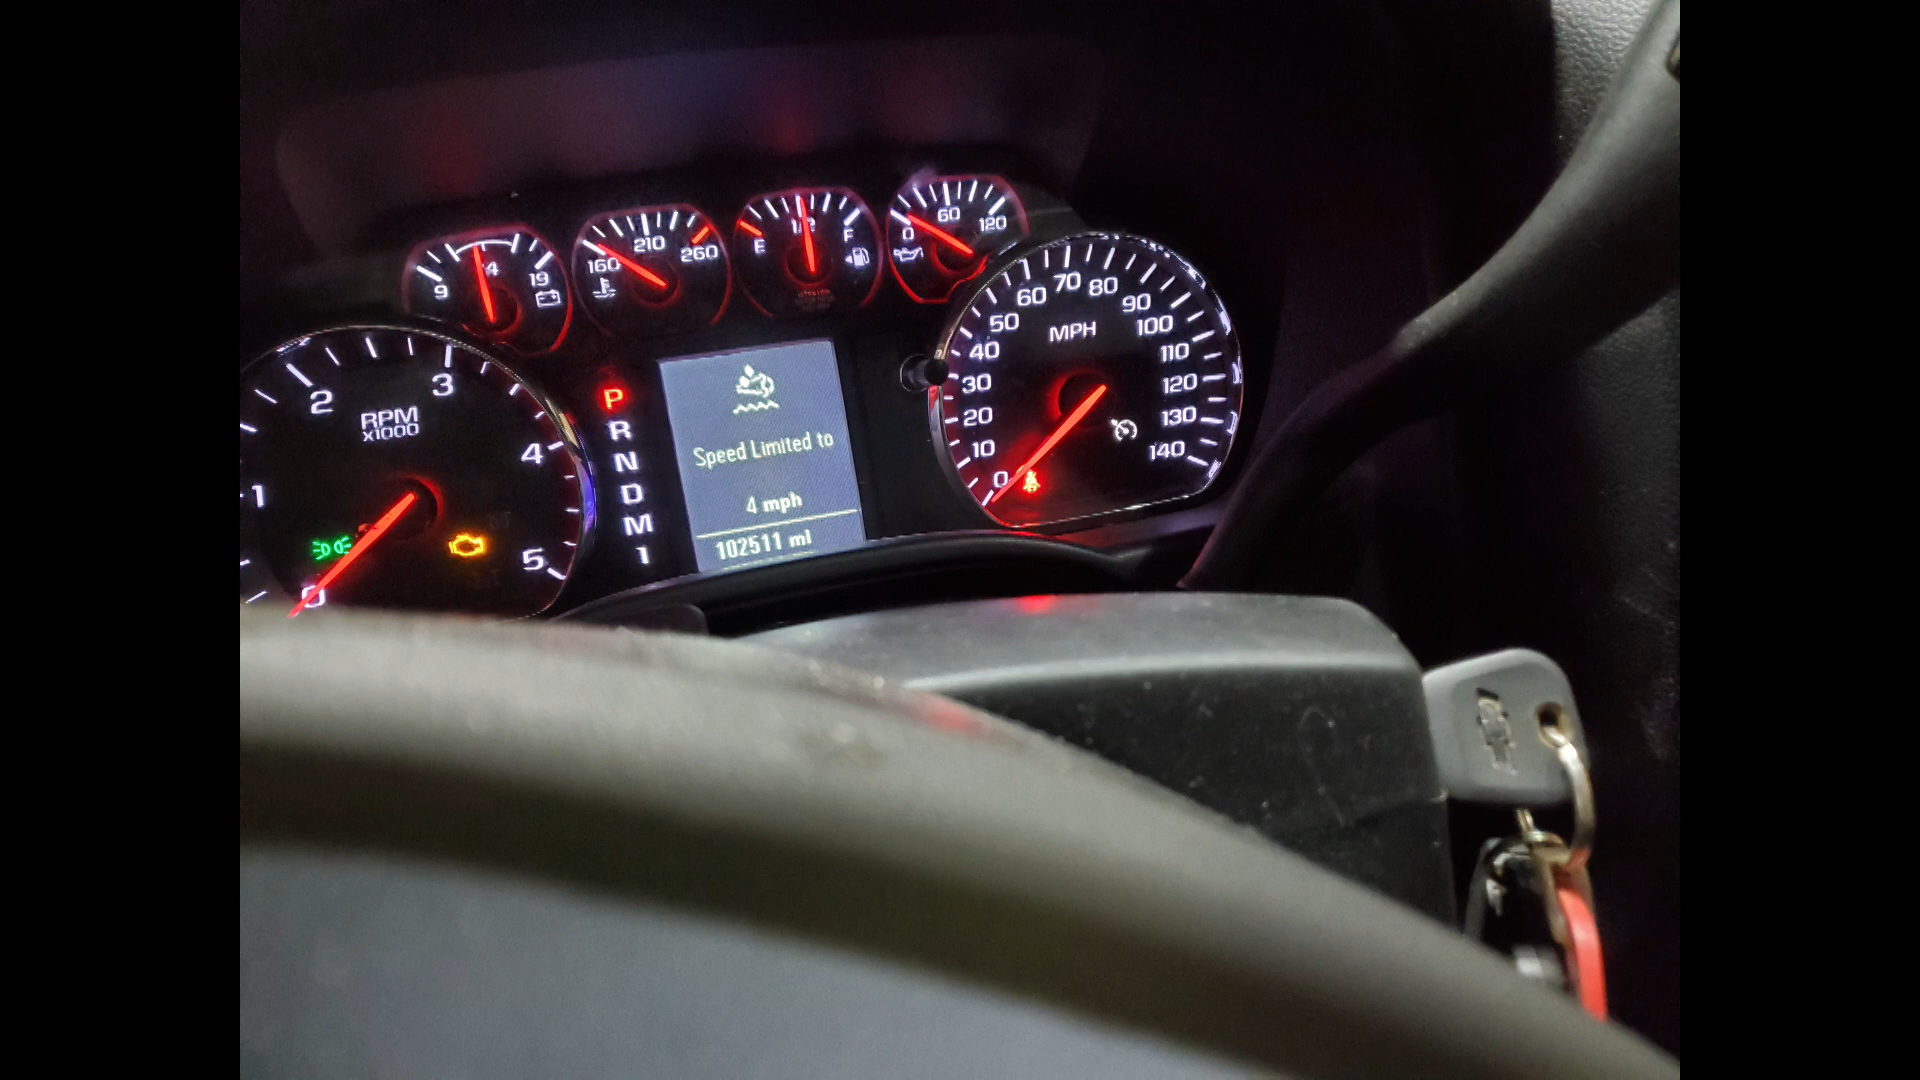 9 14 19
160 210 260
E 1/2 F
0 60 120
1 2 3 4 5
RPM
x1000
0
P
R
N
D
M
1
Speed Limited to
4 mph
102511 mi
0 10 20 30 40 50 60 70 80 90 100 110 120 130 140
MPH